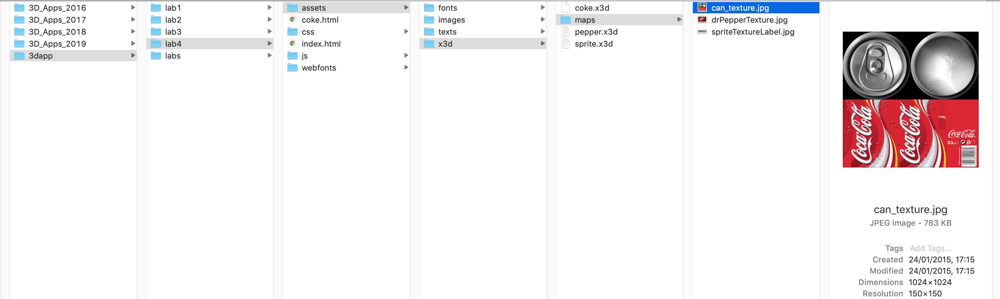 3D_Apps_2016
3D_Apps_2017
3D_Apps_2018
3D_Apps_2019
3dapp
lab1
lab2
lab3
lab4
labs
assets
coke.html
css
index.html
js
webfonts
fonts
images
texts
x3d
coke.x3d
maps
pepper.x3d
sprite.x3d
can_texture.jpg
drPepperTexture.jpg
spriteTextureLabel.jpg
Coca-Cola
Coca-Cola
Coke
Coca-Cola
33cl e
can_texture.jpg
JPEG image - 783 KB
Tags Add Tags...
Created 24/01/2015, 17:15
Modified 24/01/2015, 17:15
Dimensions 1024×1024
Resolution 150×150